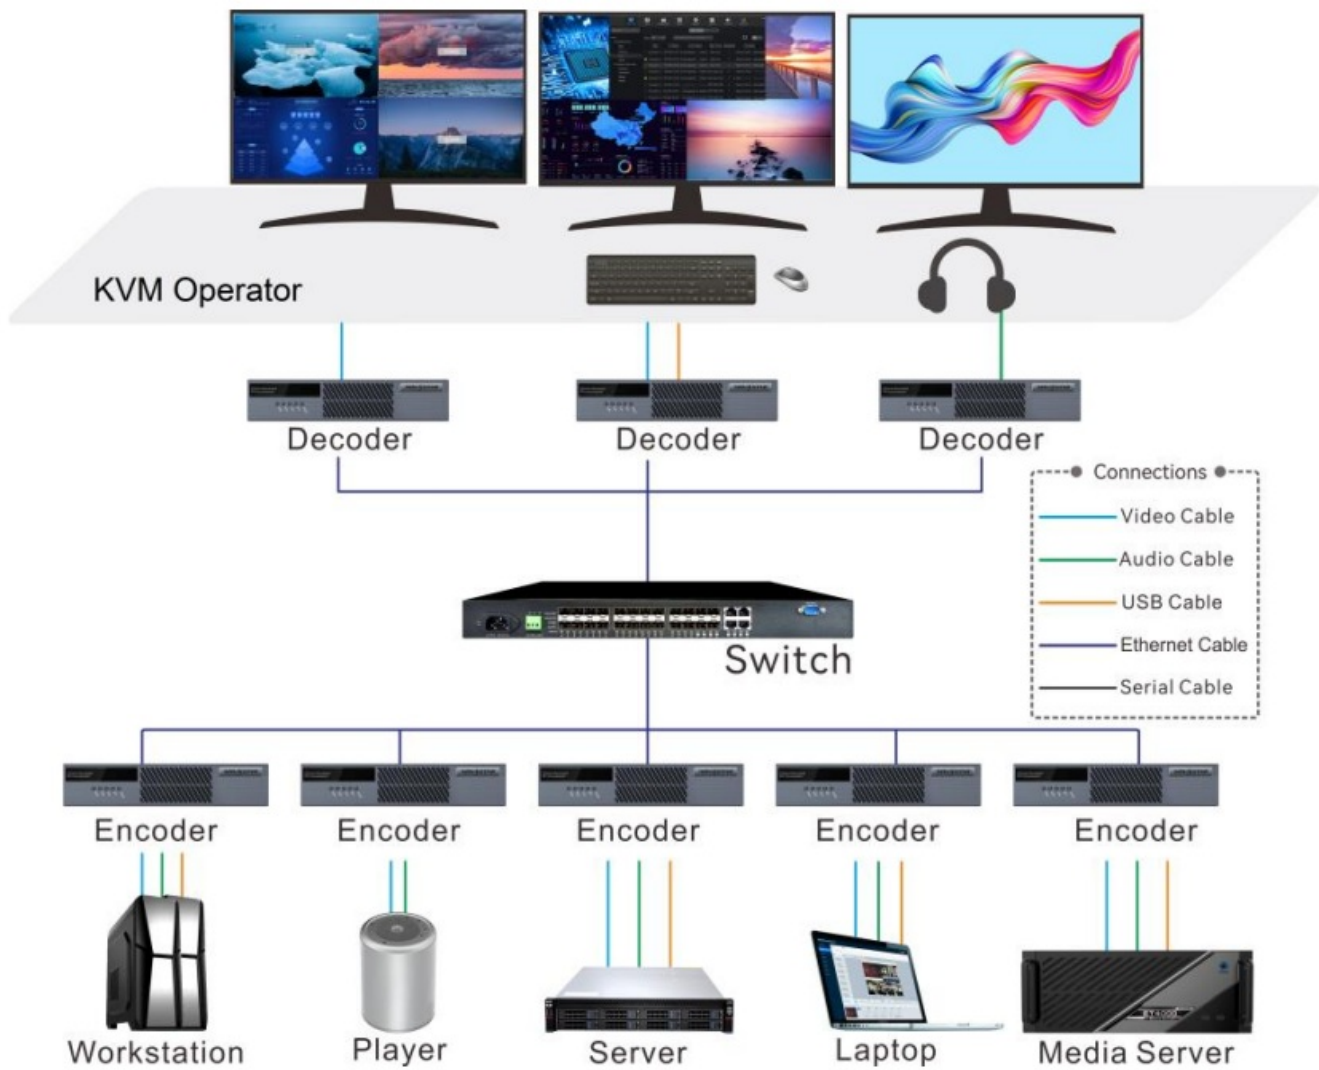 KVM Operator
Decoder
Decoder
Decoder
Connections
Video Cable
Audio Cable
USB Cable
Ethernet Cable
Serial Cable
Switch
Encoder
Encoder
Encoder
Encoder
Encoder
Workstation
Player
Server
Laptop
Media Server